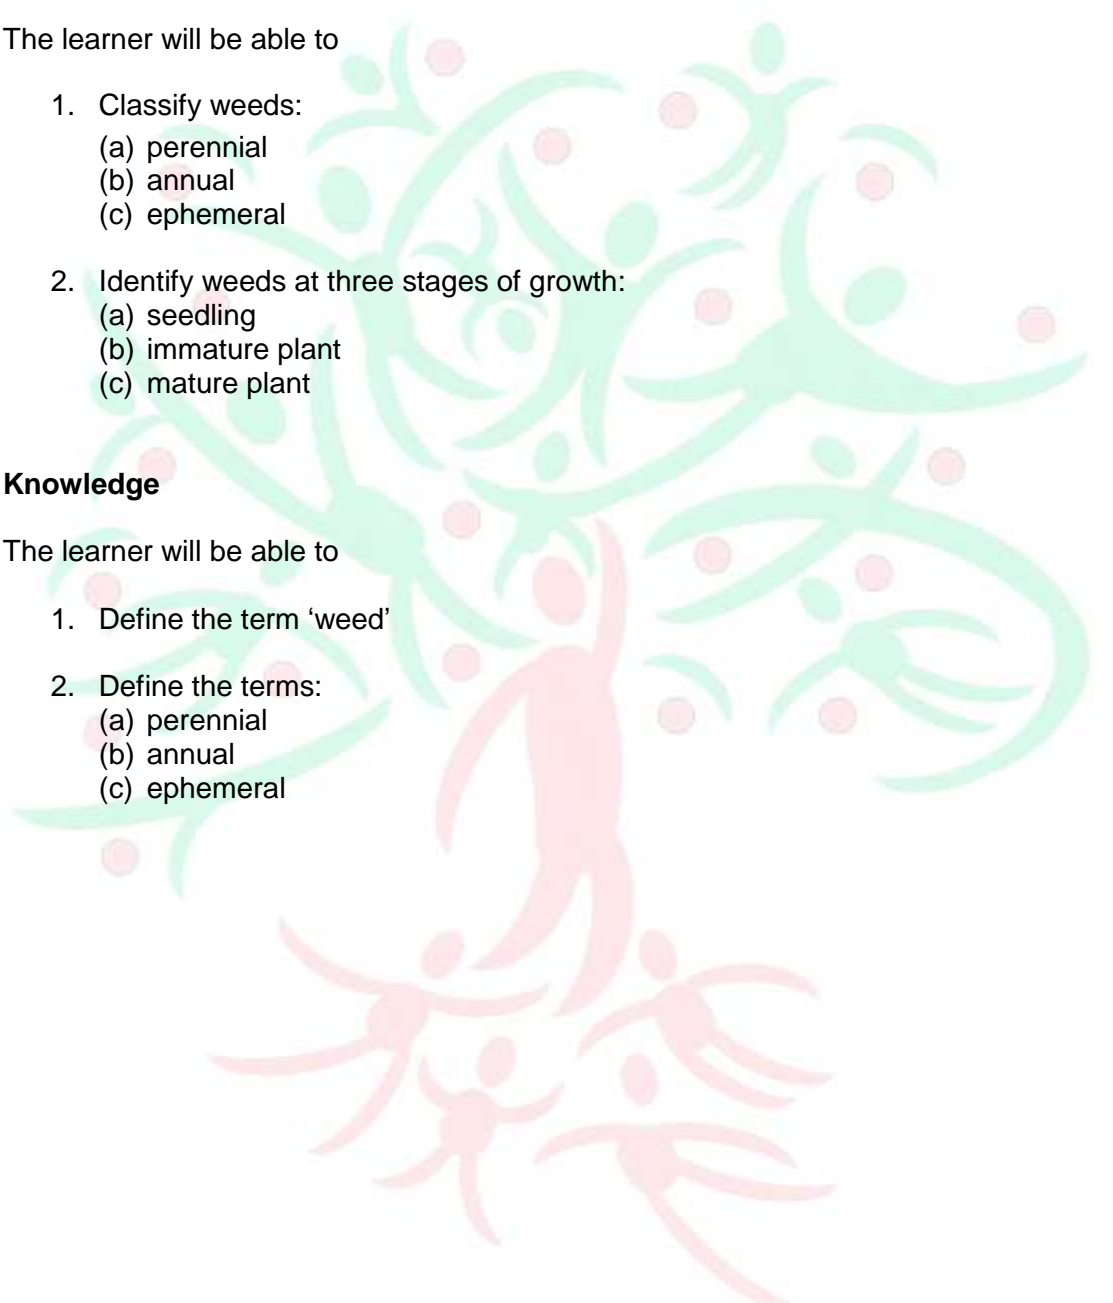 The learner will be able to
1. Classify weeds:
(a) perennial
(b) annual
(c) ephemeral
2. Identify weeds at three stages of growth:
(a) seedling
(b) immature plant
(c) mature plant
Knowledge
The learner will be able to
1. Define the term ‘weed’
2. Define the terms:
(a) perennial
(b) annual
(c) ephemeral